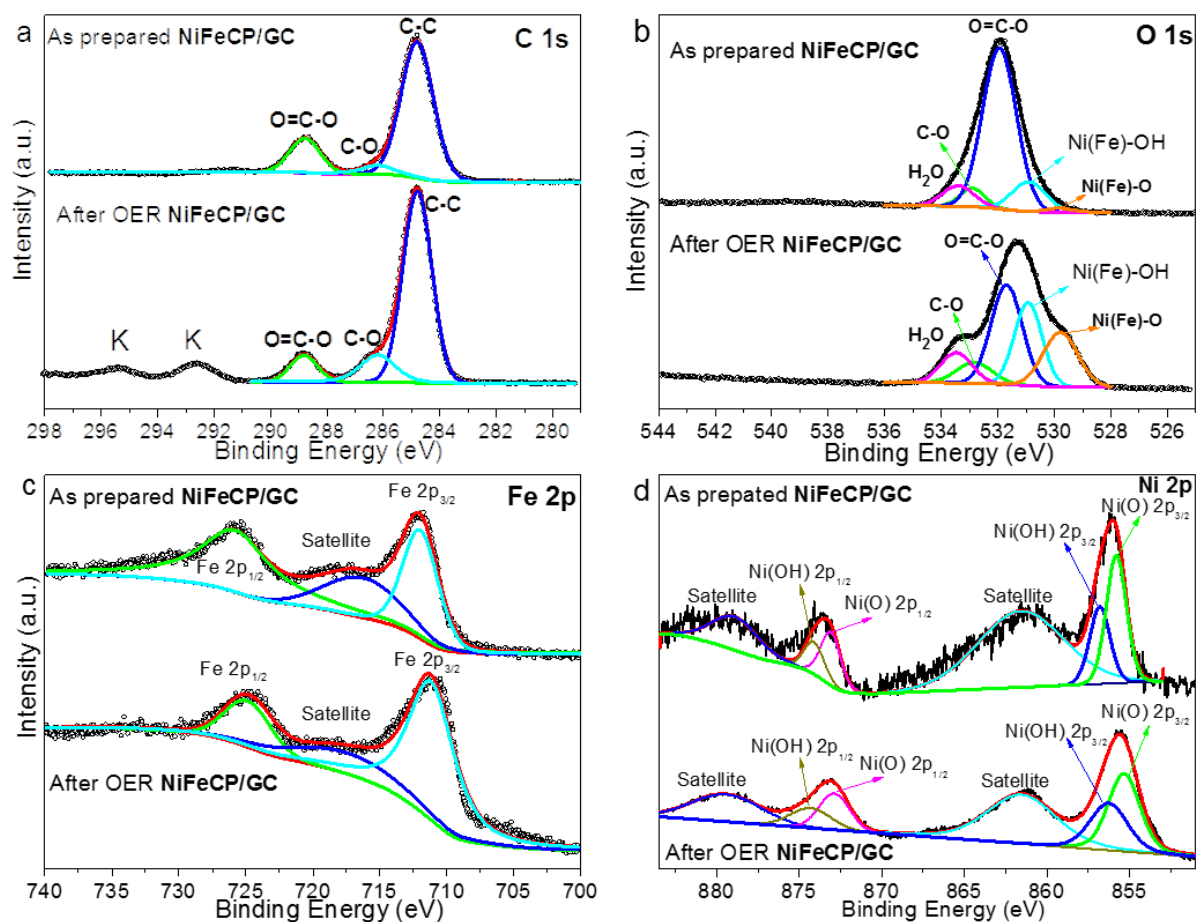 a
As prepared NiFeCP/GC
C-C
C 1s
O=C-O
C-O
After OER NiFeCP/GC
C-C
K
K
O=C-O
C-O
Intensity (a.u.)
298 296 294 292 290 288 286 284 282 280
Binding Energy (eV)
b
O=C-O
O 1s
As prepared NiFeCP/GC
C-O
H2O
Ni(Fe)-OH
Ni(Fe)-O
After OER NiFeCP/GC
O=C-O
Ni(Fe)-OH
C-O
H2O
Ni(Fe)-O
Intensity (a.u.)
544 542 540 538 536 534 532 530 528 526
Binding Energy (eV)
c
As prepared NiFeCP/GC
Fe 2p3/2
Fe 2p
Satellite
Fe 2p1/2
Fe 2p3/2
Fe 2p1/2
Satellite
After OER NiFeCP/GC
Intensity (a.u.)
740 735 730 725 720 715 710 705 700
Binding Energy (eV)
d
As prepated NiFeCP/GC
Ni 2p
Ni(O) 2p3/2
Ni(OH) 2p3/2
Ni(OH) 2p1/2
Ni(O) 2p1/2
Satellite
Satellite
Ni(O) 2p3/2
Ni(OH) 2p3/2
Ni(OH) 2p1/2
Ni(O) 2p1/2
Satellite
Satellite
After OER NiFeCP/GC
Intensity (a.u.)
880 875 870 865 860 855
Binding Energy (eV)